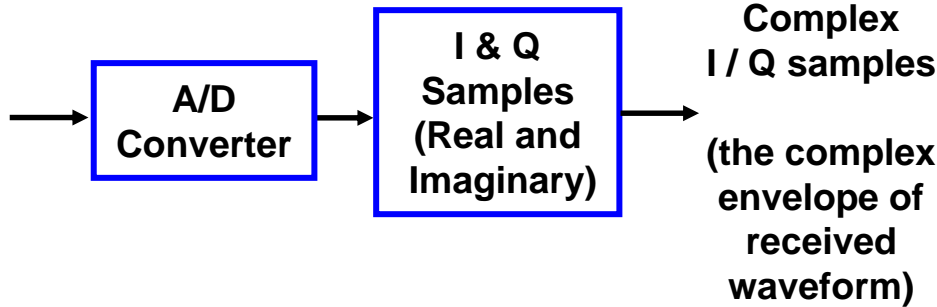 A/D
Converter
I & Q
Samples
(Real and
Imaginary)
Complex
I / Q samples
(the complex
envelope of
received
waveform)